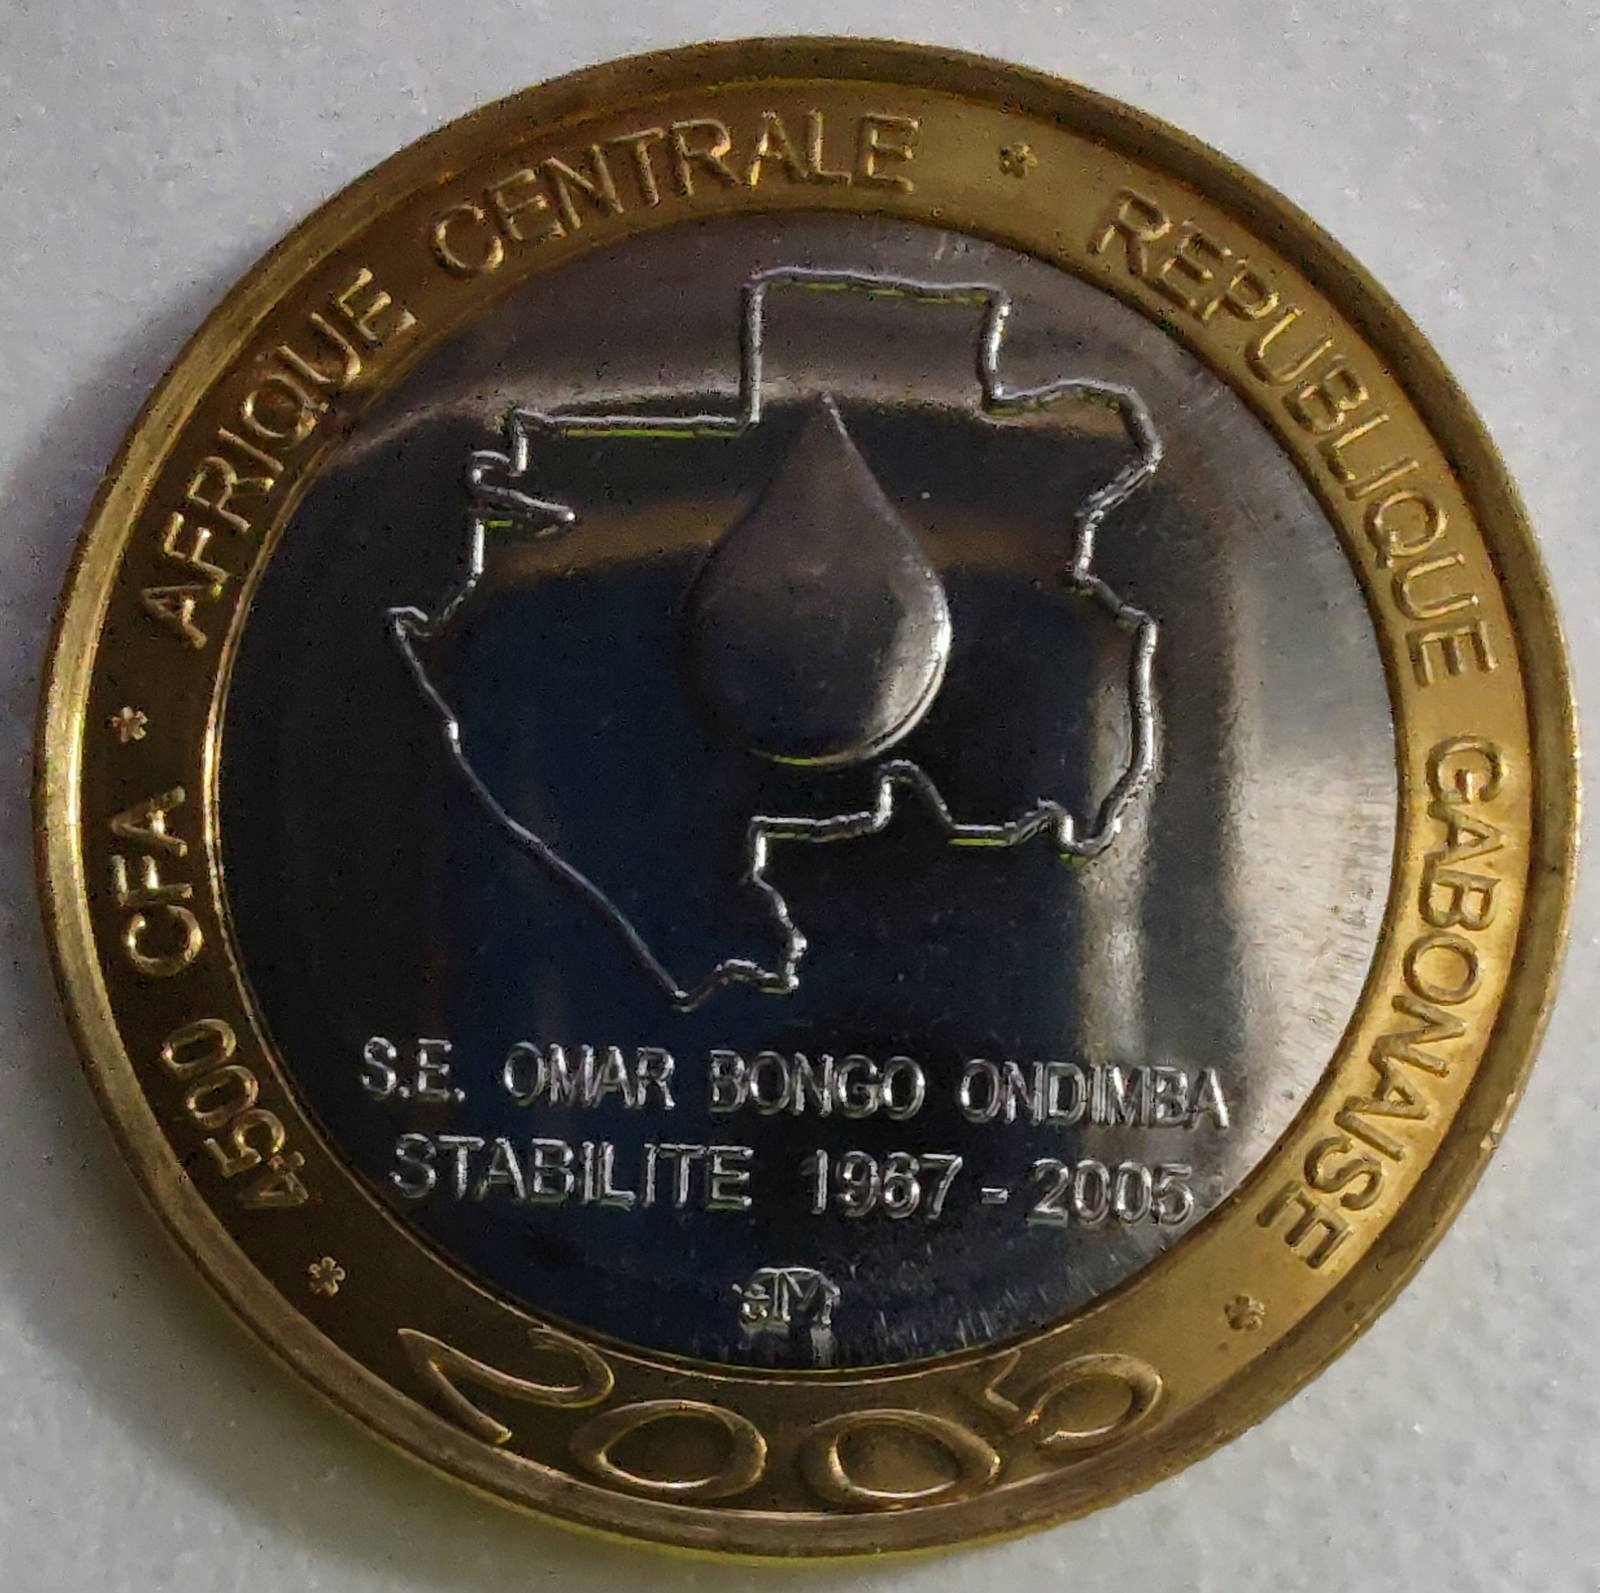 4500 CFA * AFRIQUE CENTRALE * REPUBLIQUE GABONAISE
S.E. OMAR BONGO ONDIMBA
STABILITE 1967 - 2005
2005